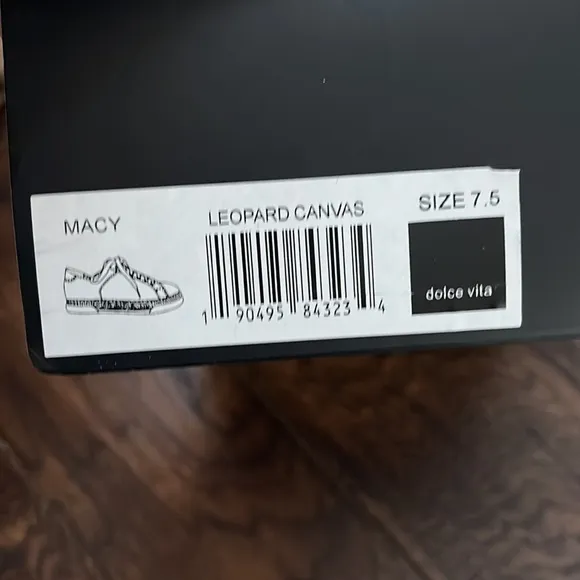 MACY
LEOPARD CANVAS
SIZE 7.5
1 90495 84323 4
dolce vita